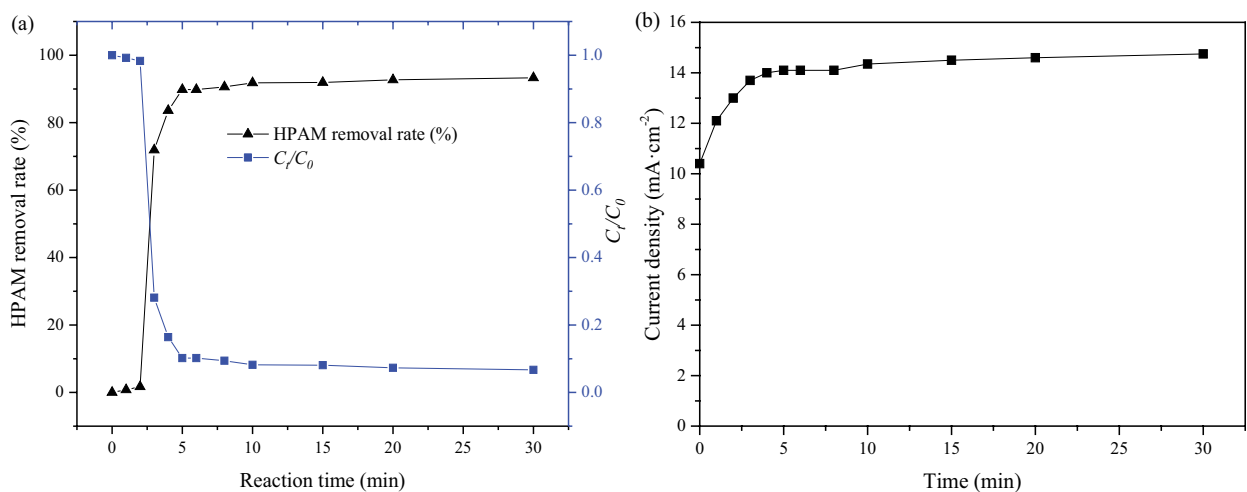 (a)
100
80
60
40
20
0
HPAM removal rate (%)
HPAM removal rate (%)
Ct/C0
1.0
0.8
0.6
0.4
0.2
0.0
Ct/C0
0 5 10 15 20 25 30
Reaction time (min)
(b)
16
14
12
10
8
6
4
2
0
Current density (mA·cm-2)
0 5 10 15 20 25 30
Time (min)